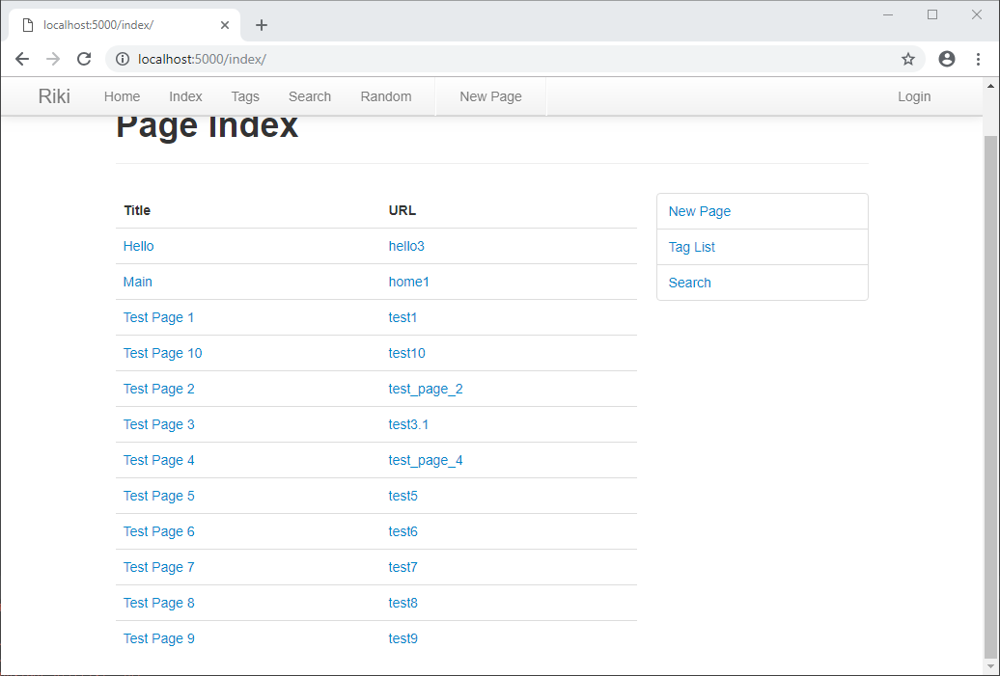 localhost:5000/index/
localhost:5000/index/
Riki Home Index Tags Search Random New Page Login
Page Index
Title URL New Page
Hello hello3 Tag List
Main home1 Search
Test Page 1 test1
Test Page 10 test10
Test Page 2 test_page_2
Test Page 3 test3.1
Test Page 4 test_page_4
Test Page 5 test5
Test Page 6 test6
Test Page 7 test7
Test Page 8 test8
Test Page 9 test9